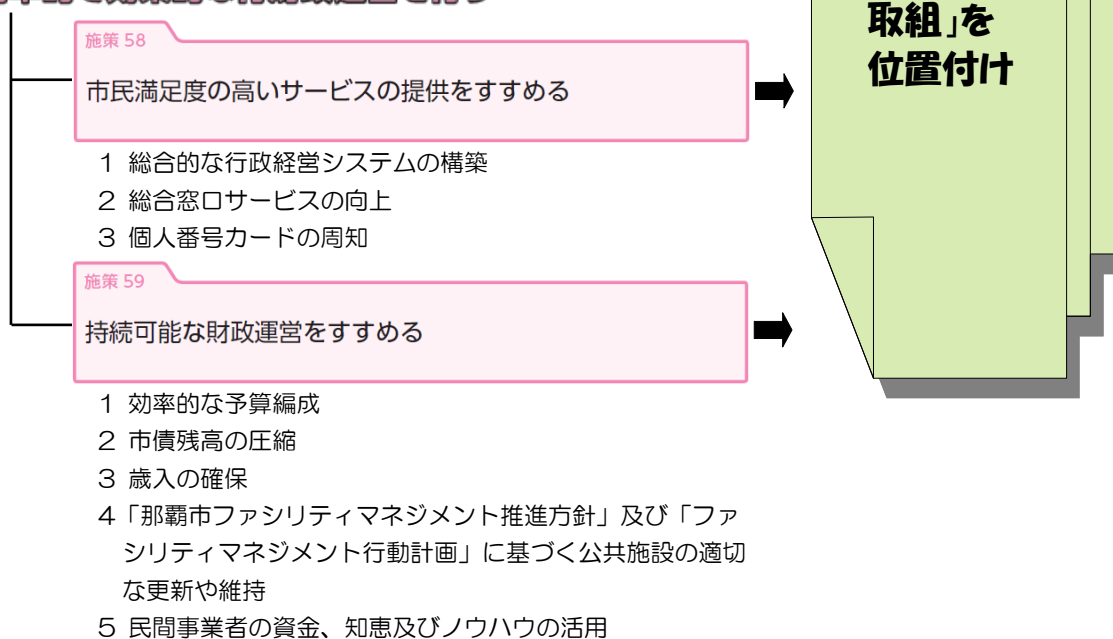 施策 58
市民満足度の高いサービスの提供をすすめる
１ 総合的な行政経営システムの構築
２ 総合窓口サービスの向上
３ 個人番号カードの周知
施策 59
持続可能な財政運営をすすめる
１ 効率的な予算編成
２ 市債残高の圧縮
３ 歳入の確保
４「那覇市ファシリティマネジメント推進方針」及び「ファ
シリティマネジメント行動計画」に基づく公共施設の適切
な更新や維持
５ 民間事業者の資金、知恵及びノウハウの活用
取組」を
位置付け